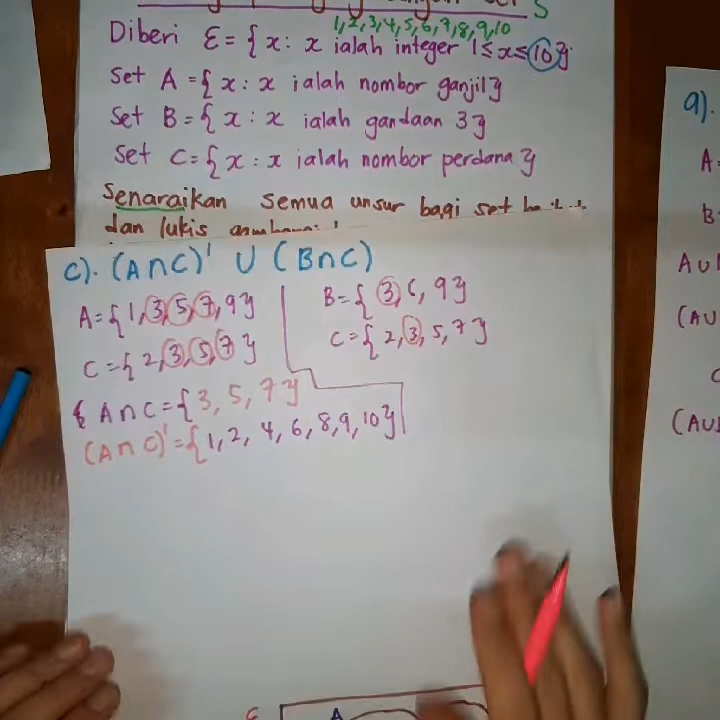 1,2,3,4,5,6,7,8,9,10
Diberi Ɛ = { x : x ialah integer 1 ≤ x ≤ 10 }
Set A = { x : x ialah nombor ganjil }
Set B = { x : x ialah gandaan 3 }
Set C = { x : x ialah nombor perdana }
Senaraikan semua unsur bagi set
dan lukis
c). (A∩C)' ∪ (B∩C)
A = { 1, 3, 5, 7, 9 }
C = { 2, 3, 5, 7 }
B = { 3, 6, 9 }
C = { 2, 3, 5, 7 }
A∩C = { 3, 5, 7 }
(A∩C)' = { 1, 2, 4, 6, 8, 9, 10 }
A
a).
A
B
(A∪